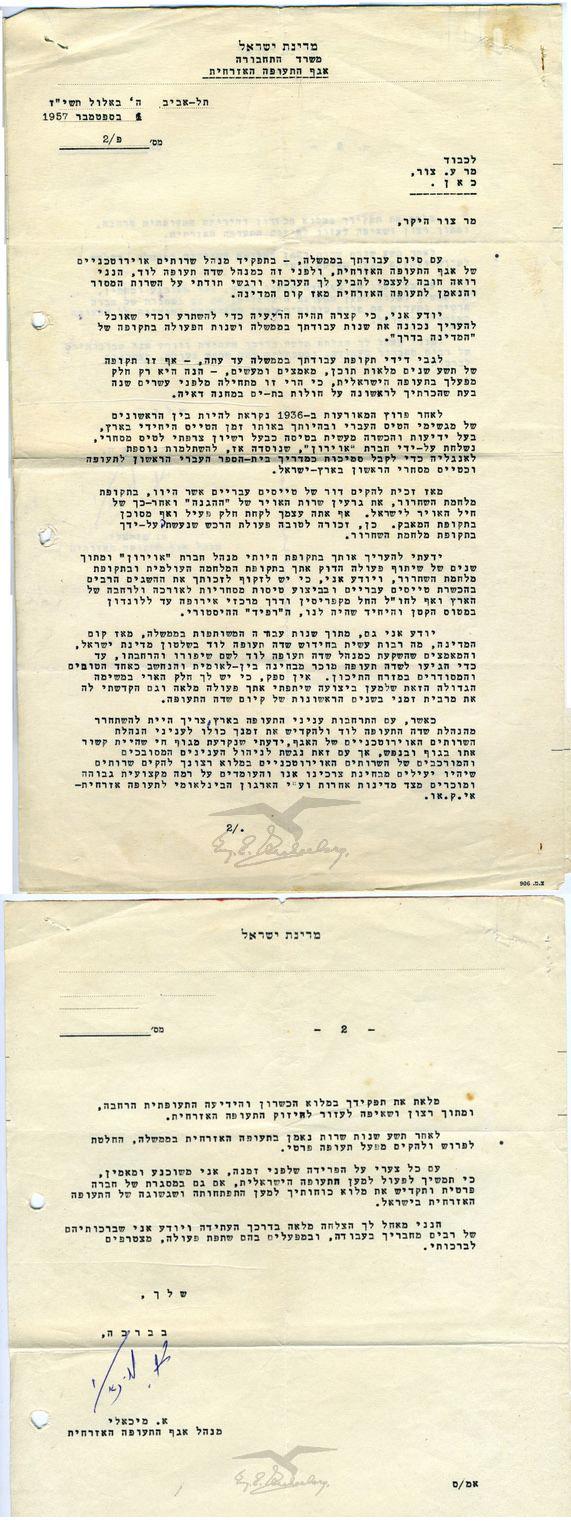 מדינת ישראל
משרד התחבורה
אגף התעופה האזרחית
תל-אביב ה' באלול תשי"ז
1 בספטמבר 1957
מס' פ/2
לכבוד
מר ע. צור,
כ א ן .
מר צור היקר,
עם סיום עבודתך בממשלה, - בתפקיד מנהל שרותים אוירוטכניים
של אגף התעופה האזרחית, ולפני זה כמנהל שדה תעופה לוד, הנני
רואה חובה לעצמי להביע לך הערכתי ורגשי תודתי על השרות המסור
והנאמן לתעופה האזרחית מאז קום המדינה.
יודע אני, כי קצרה תהיה היריעה כדי להשתרע וכדי שאוכל
להעריך נכונה את שנות עבודתך בממשלה ושנות הפעולה בתקופה של
"המדינה בדרך".
לגבי דידי תקופת עבודתך בממשלה עד עתה, - אף זו תקופה
של תשע שנים מלאות תוכן, מאמצים ומעשים, - הנה היא רק חלק
מפעלך בתעופה הישראלית, כי הרי זו מתחילה מלפני עשרים שנה
בעת שהכרתיך לראשונה על חולות בת-ים במחנה דאיה.
לאחר פרוץ המאורעות ב-1936 נקראת להיות בין הראשונים
של מגשימי הטיס העברי ובהיותך באותו זמן הטייס היחידי בארץ,
בעל ידיעות והכשרה מעשית בטיסה כבעל רשיון צרפתי לטיס מסחרי,
נשלחת על-ידי חברת "אוירון", שנוסדה אז, להשתלמות נוספת
לאנגליה כדי לקבל סמיכות כמדריך בית-הספר העברי הראשון לתעופה
וכטייס מסחרי הראשון בארץ-ישראל.
מאז זכית להקים דור של טייסים עבריים אשר היוו, בתקופת
מלחמת השחרור, את גרעין שרות האויר של "ההגנה" ואחר-כך של
חיל האויר לישראל. אף אתה עצמך לקחת חלק פעיל ואף מסוכן
בתקופת המאבק. כן, זכורה לטובה פעולת הרכש שנעשתה על-ידך
בתקופת מלחמת השחרור.
ידעתי להעריך אותך בתקופת היותי מנהל חברת "אוירון" ומתוך
שנים של שיתוף פעולה הדוק אתך בתקופת המלחמה העולמית ובתקופת
מלחמת השחרור, ויודע אני, כי יש לזקוף לזכותך את ההשגים הרבים
בהכשרת טייסים עבריים ובביצוע טיסות מסחריות לאורכה ולרחבה של
הארץ ואף לחו"ל החל מקפריסין ודרך מרכזי אירופה עד ללונדון
במטוס הקטן והיחיד שהיה לנו, ה"רפיד" ההיסטורי.
יודע אני גם, מתוך שנות עבודה המשותפות בממשלה, מאז קום
המדינה, מה רבות עשית בחידוש שדה תעופה לוד בשלטון מדינת ישראל,
והמאמצים שהשקעת כמנהל שדה תעופה לוד לשם שיפורו והרחבתו, עד
כדי הגיעו לשדה תעופה מוכר מבחינה בין-לאומית והנחשב כאחד הטובים
והמסודרים במזרח התיכון. אין ספק, כי יש לך חלק הארי במשימה
הגדולה הזאת שלמען ביצועה שיתפתי אתך פעולה מלאה וגם הקדשתי לה
את מרבית זמני בשנים הראשונות של קיום שדה התעופה.
כאשר, עם התרחבות עניני התעופה בארץ, צריך היית להשתחרר
מהנהלת שדה התעופה לוד ולהקדיש את זמנך כולו לעניני הנהלת
השרותים האוירוטכניים של האגף, ידעתי שנקרעת מגוף חי שהיית קשור
אתו בגוף ובנפש, אך עם זאת נגשת לניהול הענינים המסובכים
והמורכבים של השרותים האוירוטכניים במלוא רצונך להקים שרותים
שיהיו יעילים מבחינת צרכינו אנו והעומדים על רמה מקצועית גבוהה
ומוכרים מצד מדינות אחרות וע"י הארגון הבינלאומי לתעופה אזרחית-
אי.ק.או.
2/.
צ.מ. 906
מדינת ישראל
מס'
- 2 -
מלאת את תפקידך במלוא הכשרון והידיעה התעופתית הרחבה,
ומתוך רצון ושאיפה לעזור לחיזוק התעופה האזרחית.
לאחר תשע שנות שרות נאמן בתעופה האזרחית בממשלה, החלטת
לפרוש ולהקים מפעל תעופה פרטי.
עם כל צערי על הפרידה שלפני זמנה, אני משוכנע ומאמין,
כי תמשיך לפעול למען התעופה הישראלית, אם גם במסגרת של חברה
פרטית ותקדיש את מלוא כוחותיך למען התפתחותה ושגשוגה של התעופה
האזרחית בישראל.
הנני מאחל לך הצלחה מלאה בדרכך העתידה ויודע אני שברכותיהם
של רבים מחבריך בעבודה, ובמפעלים בהם שתפת פעולה, מצטרפים
לברכותי.
ש ל ך ,
ב ב ר כ ה,
א. מיכאלי
מנהל אגף התעופה האזרחית
אמ/ס